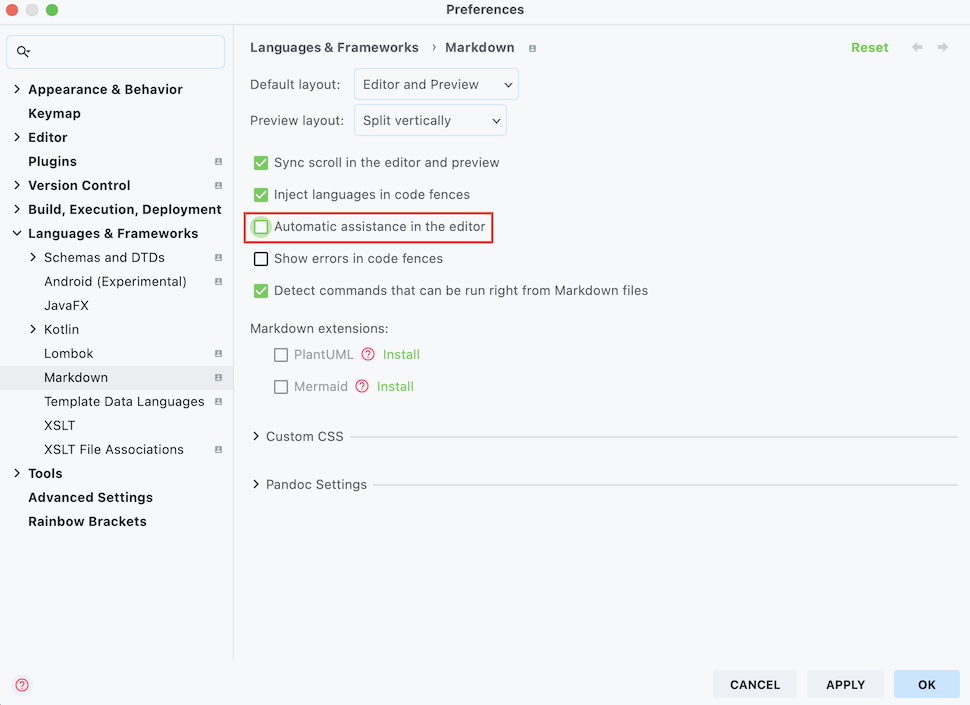 Preferences
Appearance & Behavior
Keymap
Editor
Plugins
Version Control
Build, Execution, Deployment
Languages & Frameworks
Schemas and DTDs
Android (Experimental)
JavaFX
Kotlin
Lombok
Markdown
Template Data Languages
XSLT
XSLT File Associations
Tools
Advanced Settings
Rainbow Brackets
Languages & Frameworks › Markdown
Reset
Default layout: Editor and Preview
Preview layout: Split vertically
Sync scroll in the editor and preview
Inject languages in code fences
Automatic assistance in the editor
Show errors in code fences
Detect commands that can be run right from Markdown files
Markdown extensions:
PlantUML ? Install
Mermaid ? Install
Custom CSS
Pandoc Settings
? CANCEL APPLY OK